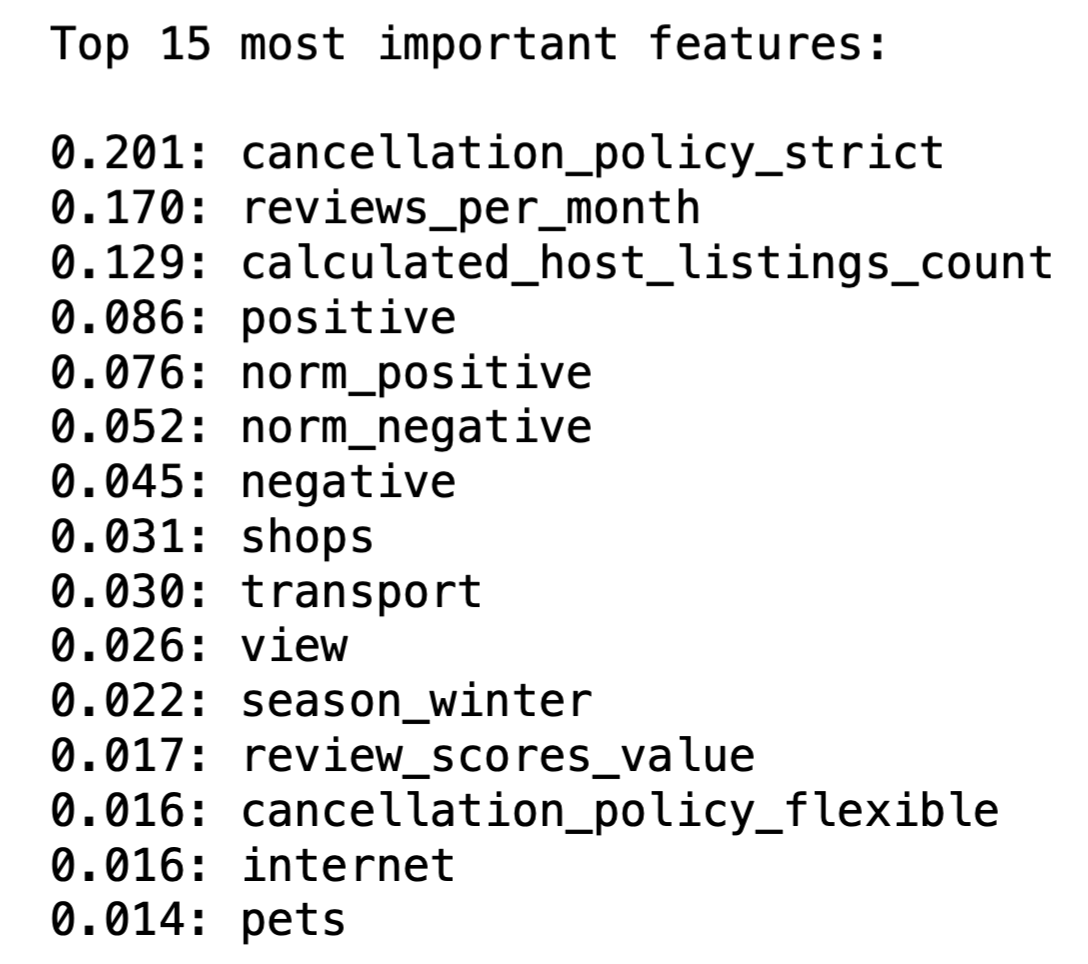 Top 15 most important features:
0.201: cancellation_policy_strict
0.170: reviews_per_month
0.129: calculated_host_listings_count
0.086: positive
0.076: norm_positive
0.052: norm_negative
0.045: negative
0.031: shops
0.030: transport
0.026: view
0.022: season_winter
0.017: review_scores_value
0.016: cancellation_policy_flexible
0.016: internet
0.014: pets